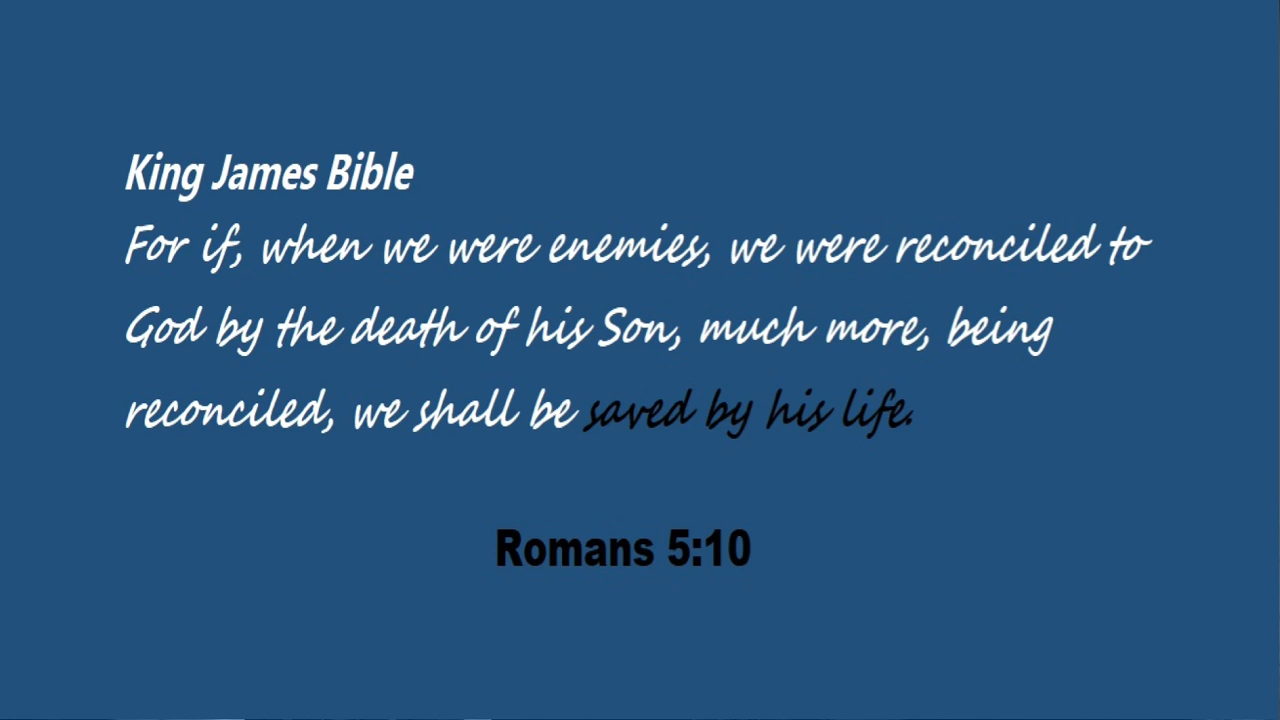 King James Bible
For if, when we were enemies, we were reconciled to
God by the death of his Son, much more, being
reconciled, we shall be saved by his life.
Romans 5:10